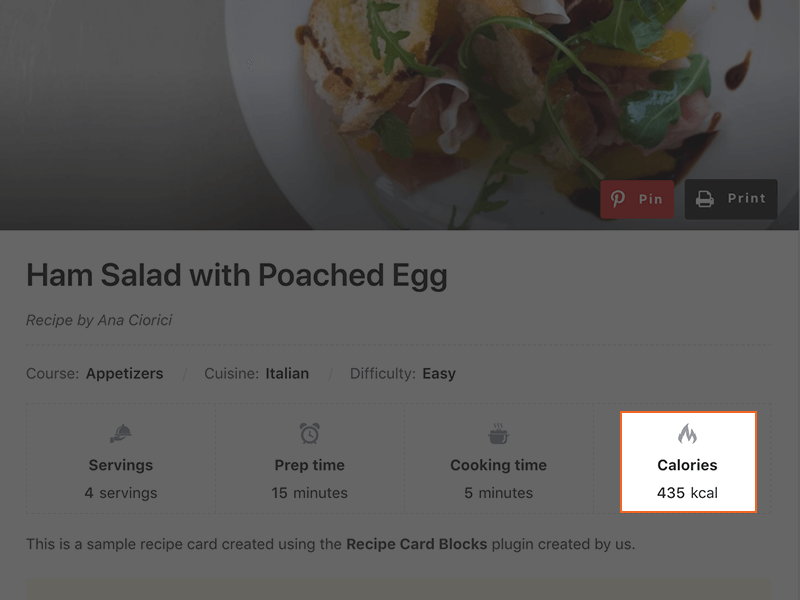 Pin Print
Ham Salad with Poached Egg
Recipe by Ana Ciorici
Course: Appetizers / Cuisine: Italian / Difficulty: Easy
Servings Prep time Cooking time Calories
4 servings 15 minutes 5 minutes 435 kcal
This is a sample recipe card created using the Recipe Card Blocks plugin created by us.